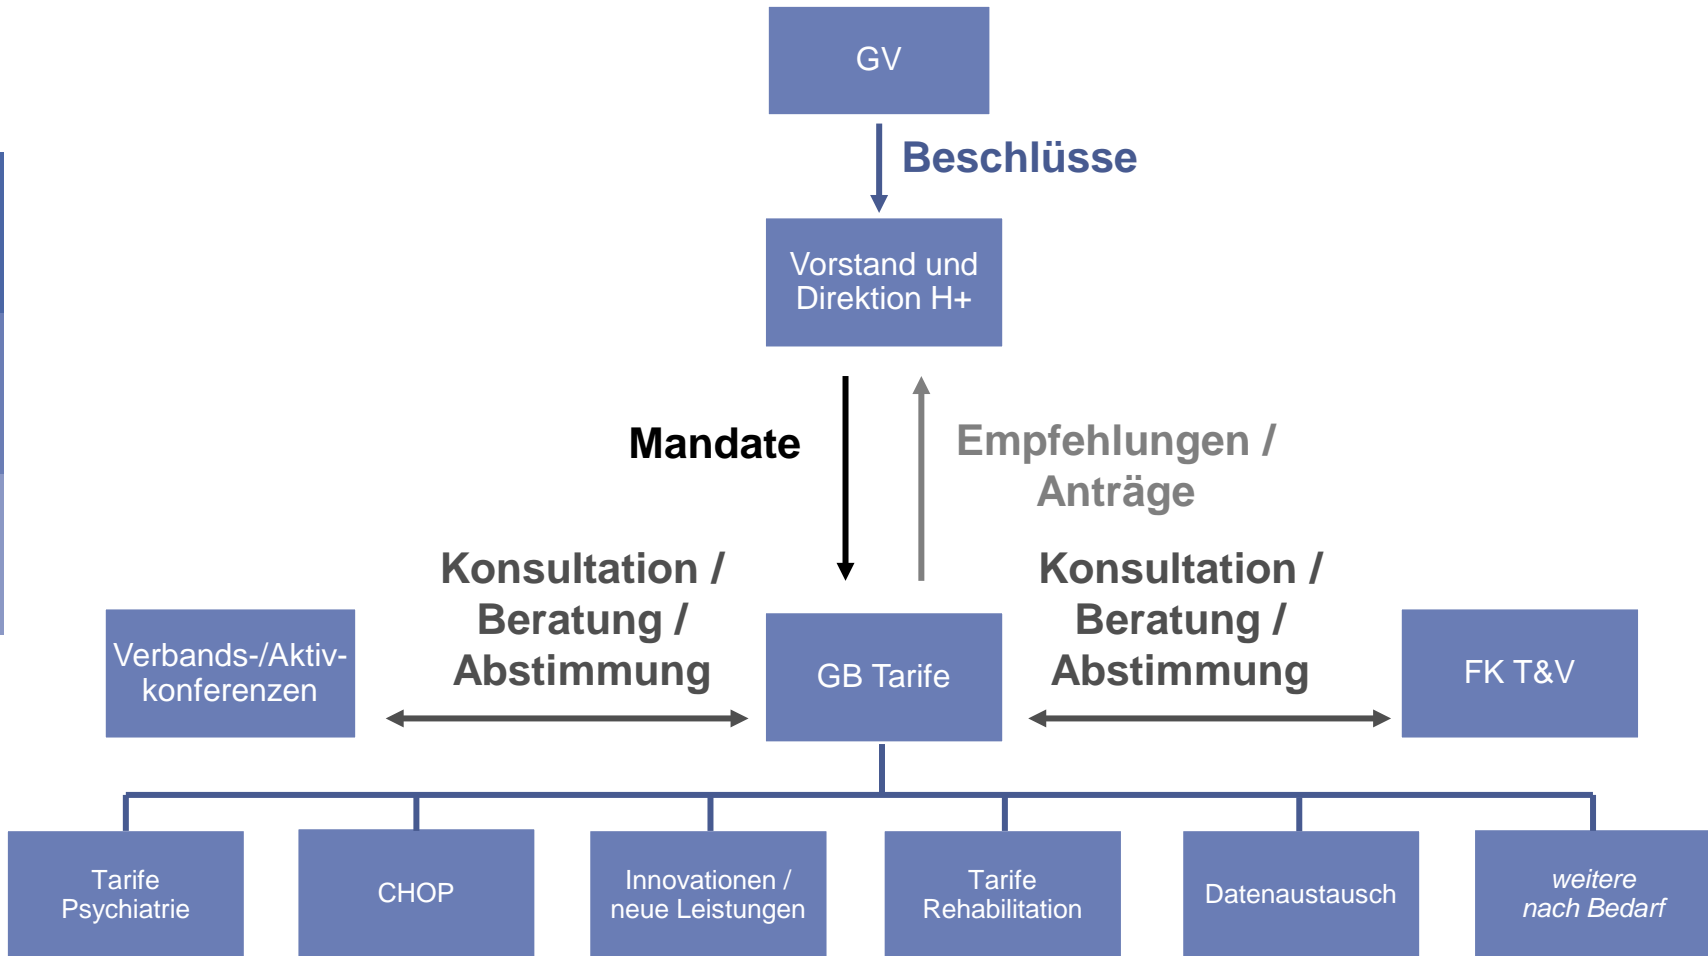 GV
Beschlüsse
Vorstand und
Direktion H+
Mandate
Empfehlungen /
Anträge
Konsultation /
Beratung /
Abstimmung
Konsultation /
Beratung /
Abstimmung
Verbands-/Aktiv-
konferenzen
GB Tarife
FK T&V
Tarife
Psychiatrie
CHOP
Innovationen /
neue Leistungen
Tarife
Rehabilitation
Datenaustausch
weitere
nach Bedarf